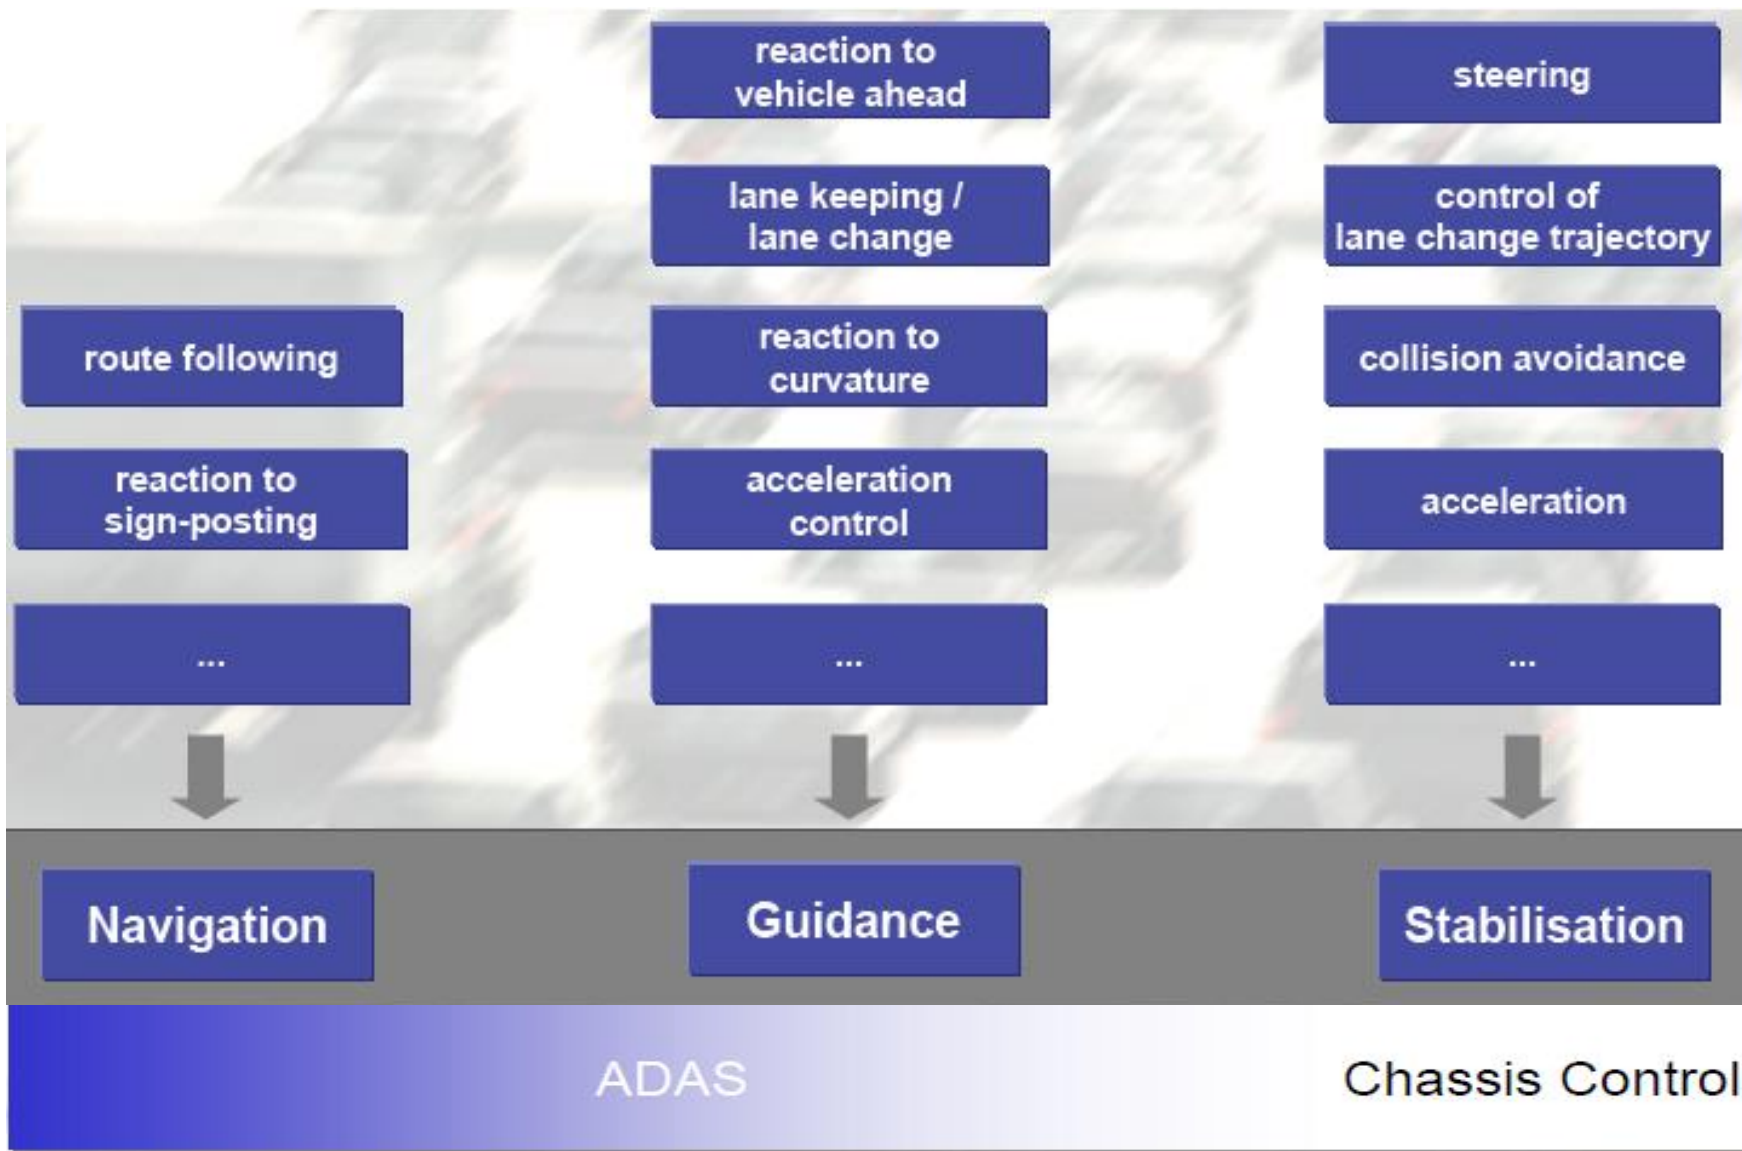 reaction to
vehicle ahead
steering
lane keeping /
lane change
control of
lane change trajectory
route following
reaction to
curvature
collision avoidance
reaction to
sign-posting
acceleration
control
acceleration
...
...
...
Navigation
Guidance
Stabilisation
ADAS
Chassis Control